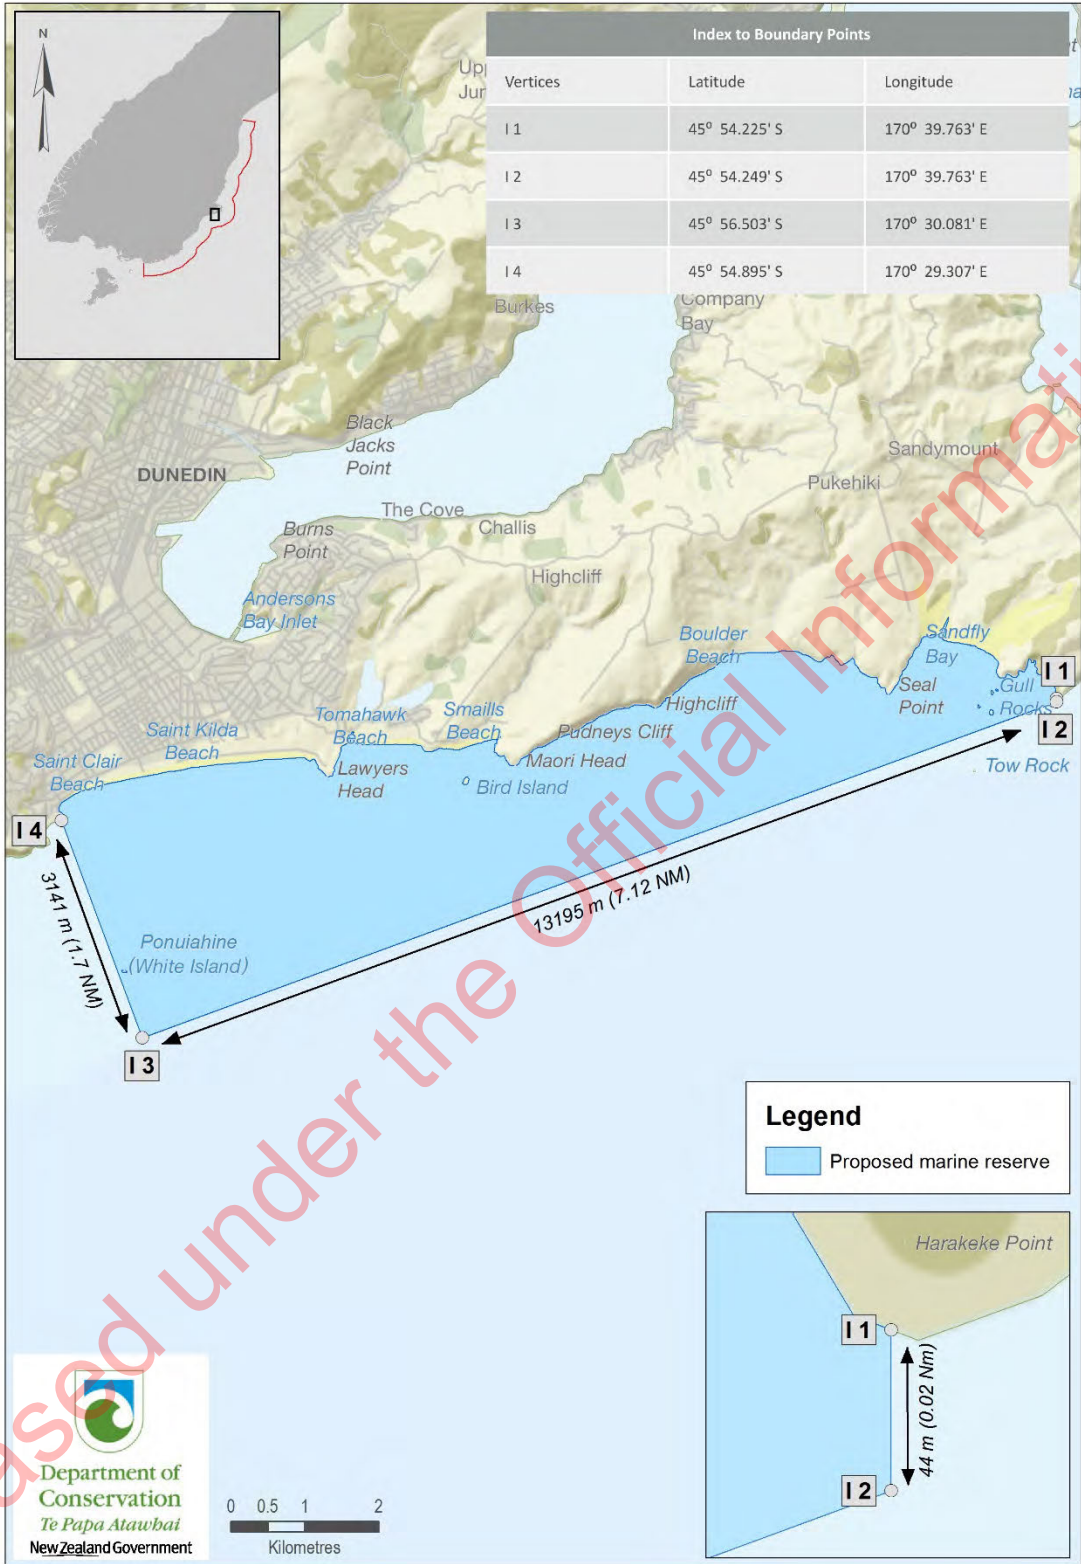 N
Index to Boundary Points
Vertices Latitude Longitude
I 1 45° 54.225' S 170° 39.763' E
I 2 45° 54.249' S 170° 39.763' E
I 3 45° 56.503' S 170° 30.081' E
I 4 45° 54.895' S 170° 29.307' E
Burkes
Company
Bay
Black
Jacks
Point
DUNEDIN
Sandymount
Pukehiki
The Cove
Challis
Burns
Point
Highcliff
Andersons
Bay Inlet
Boulder
Beach
Sandfly
Bay
I 1
Seal
Point
Gull
Rocks
I 2
Tow Rock
Highcliff
Pudneys Cliff
Maori Head
Smaills
Beach
Tomahawk
Beach
Saint Kilda
Beach
Saint Clair
Beach
Lawyers
Head
Bird Island
I 4
3141 m (1.7 NM)
13195 m (7.12 NM)
Ponuiahine
(White Island)
I 3
Legend
Proposed marine reserve
Harakeke Point
I 1
44 m (0.02 Nm)
I 2
Department of
Conservation
Te Papa Atawhai
New Zealand Government
0 0.5 1 2
Kilometres
ased under the Official Informati